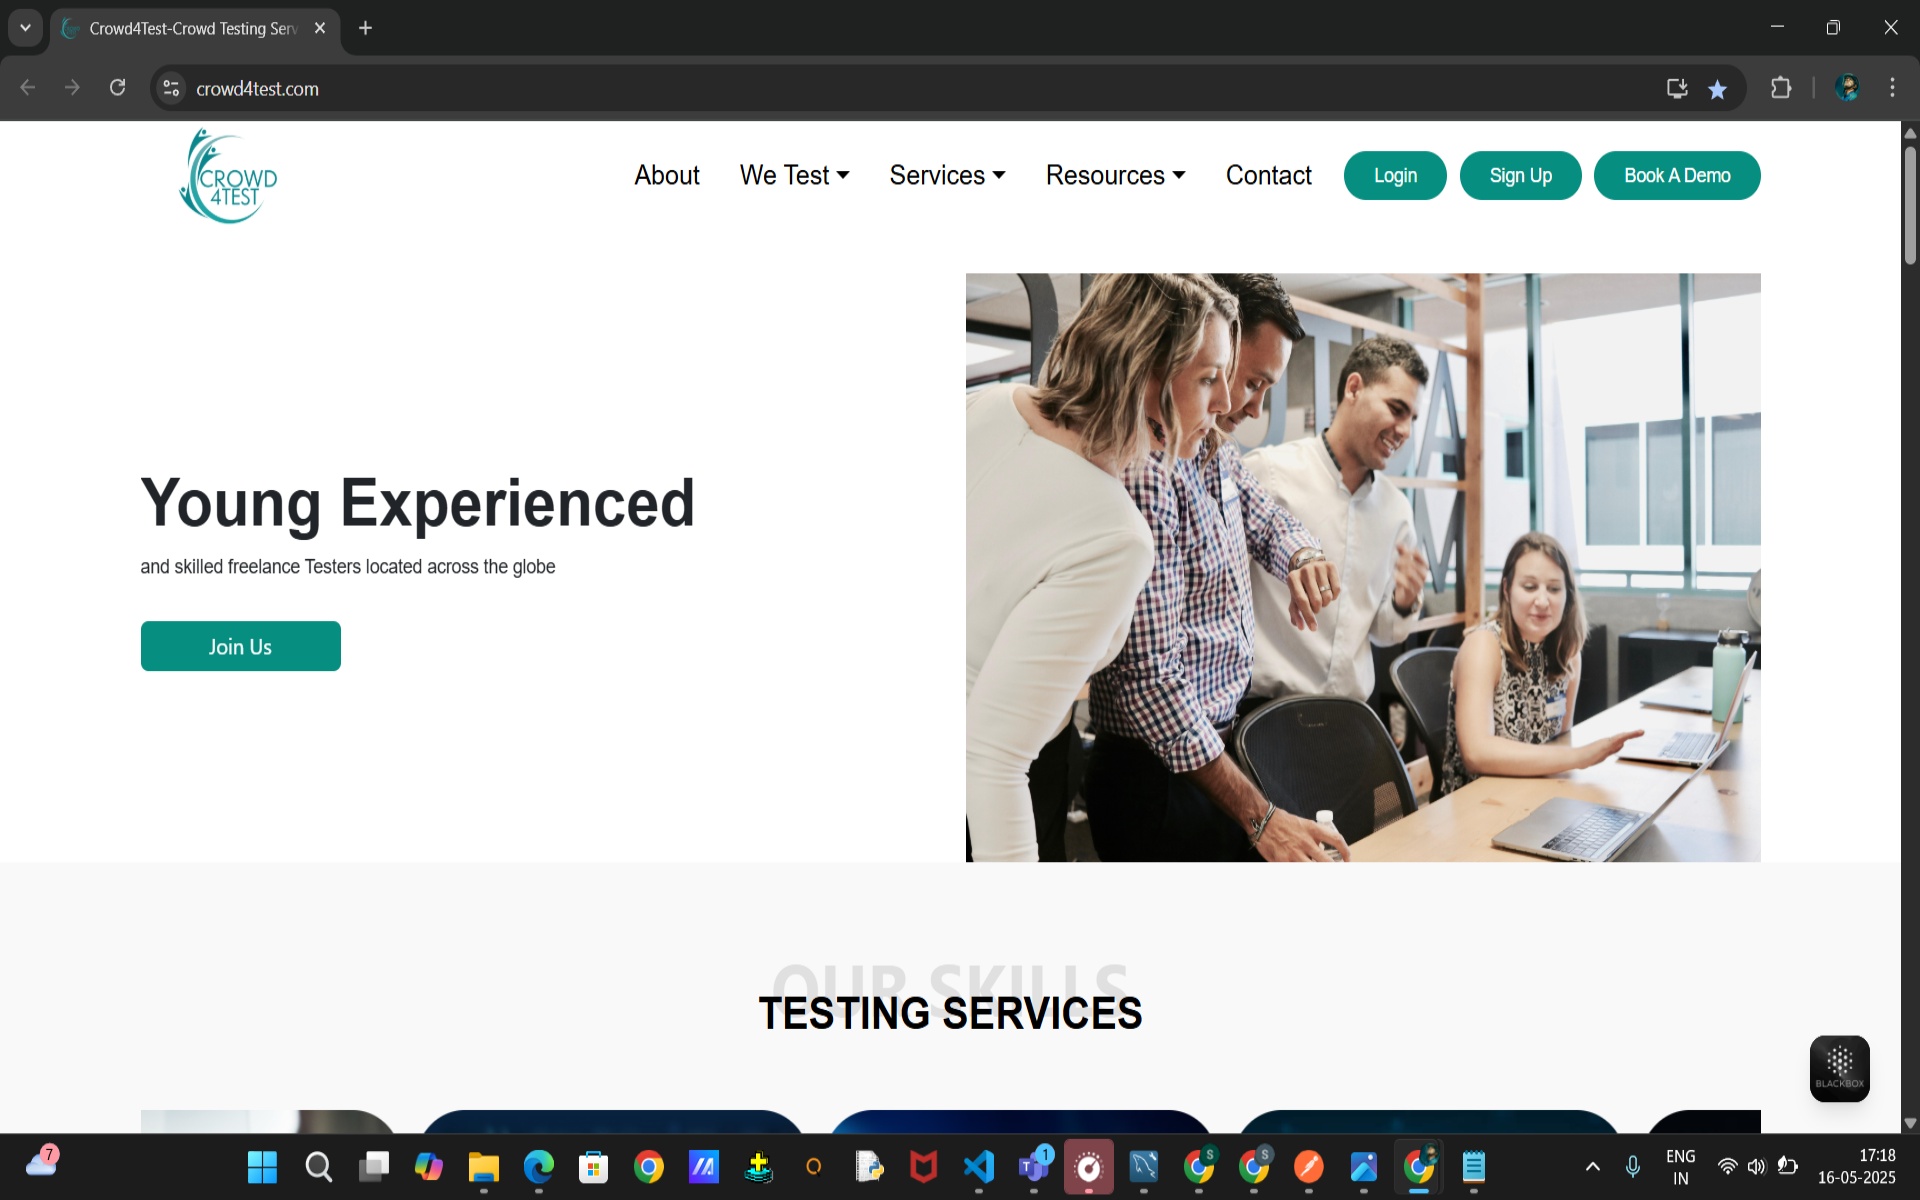 Crowd4Test-Crowd Testing Serv
crowd4test.com
CROWD
4TEST
About
We Test
Services
Resources
Contact
Login
Sign Up
Book A Demo
Young Experienced
and skilled freelance Testers located across the globe
Join Us
OUR SKILLS
TESTING SERVICES
BLACKBOX
7
1
S
S
ENG
IN
17:18
16-05-2025